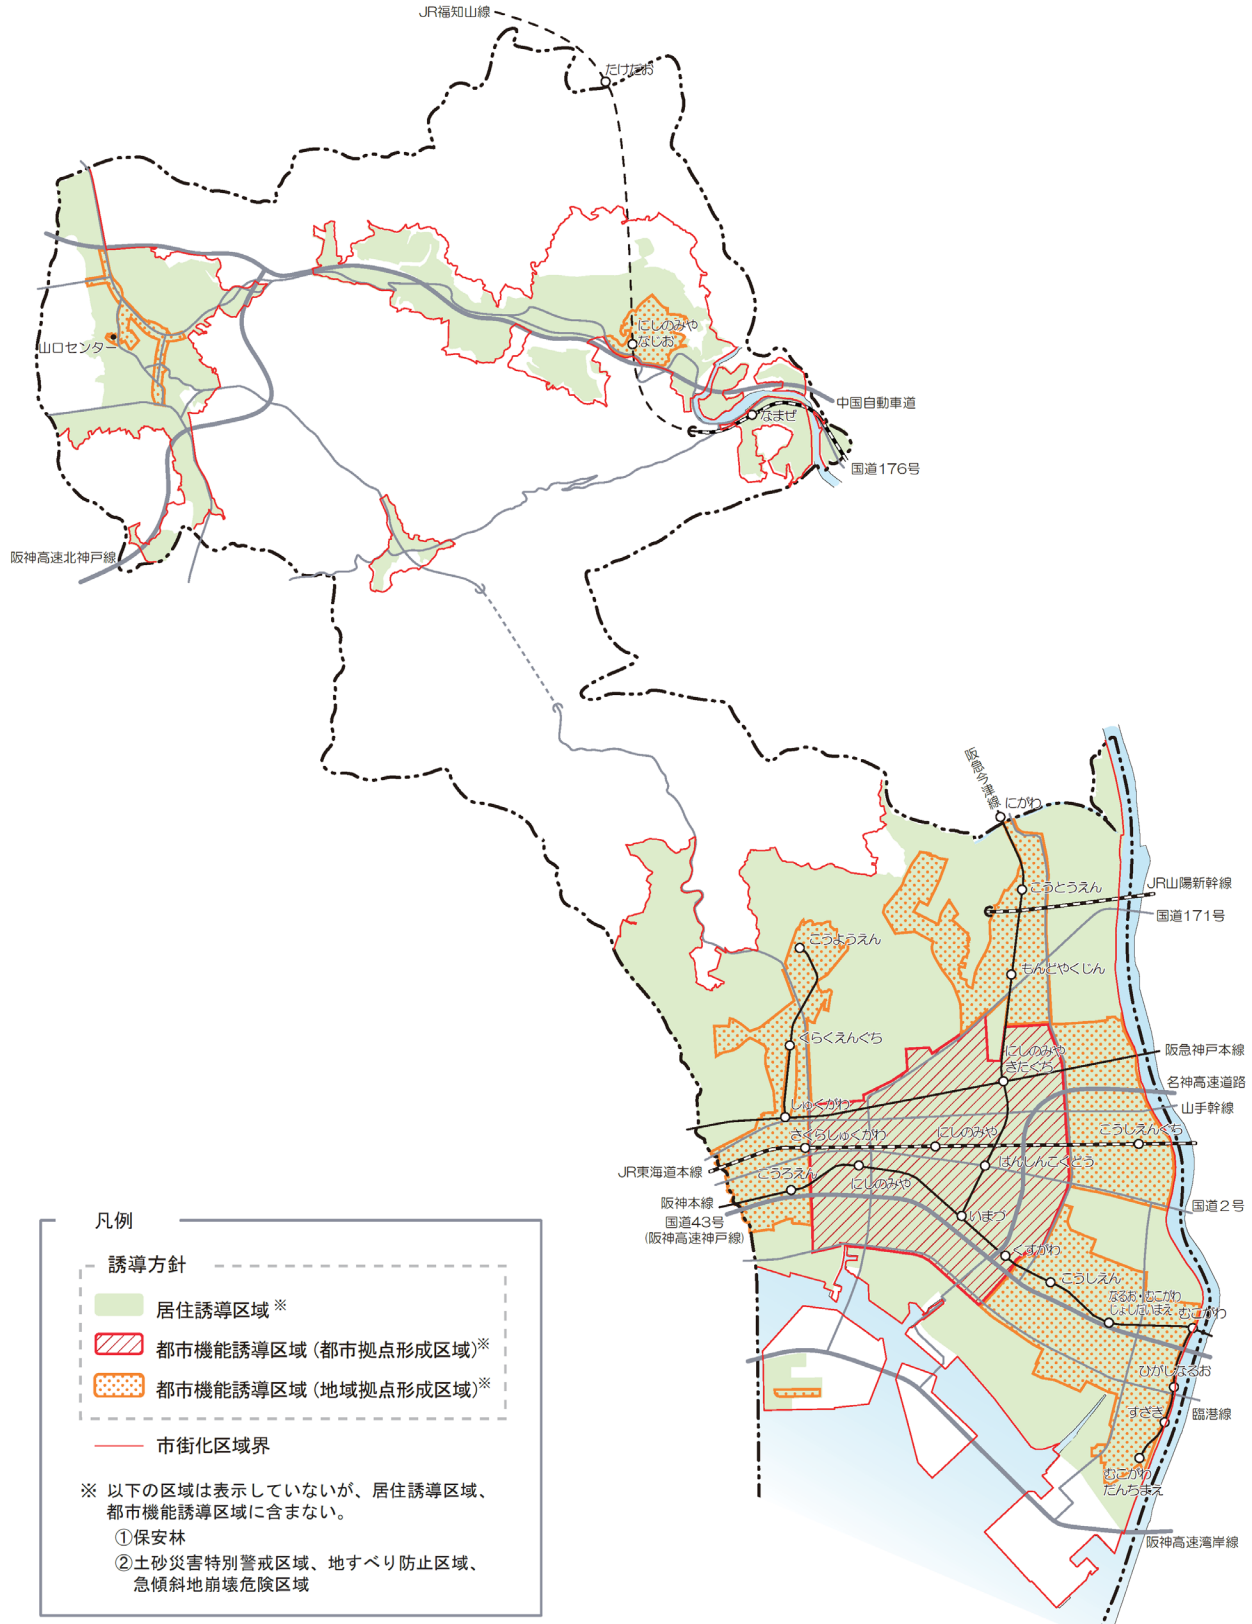 JR福知山線
たけだお
山口センター
にしのみや
なじお
中国自動車道
なまぜ
国道176号
阪神高速北神戸線
阪急今津線
にがわ
JR山陽新幹線
こうとうえん
国道171号
こうようえん
もんどやくじん
くらくえんぐち
にしのみや
きたぐち
阪急神戸本線
名神高速道路
しゅくがわ
山手幹線
さくらしゅくがわ
にしのみや
こうしえんぐち
JR東海道本線
こうろえん
にしのみや
はんしんこくどう
阪神本線
国道2号
国道43号
(阪神高速神戸線)
いまづ
くすがわ
こうしえん
なるお・むこがわ
じょしだいまえ
むこがわ
ひがしなるお
すざき
臨港線
むこがわ
だんちまえ
阪神高速湾岸線
凡例
誘導方針
居住誘導区域※
都市機能誘導区域(都市拠点形成区域)※
都市機能誘導区域(地域拠点形成区域)※
市街化区域界
※ 以下の区域は表示していないが、居住誘導区域、
都市機能誘導区域に含まない。
①保安林
②土砂災害特別警戒区域、地すべり防止区域、
急傾斜地崩壊危険区域